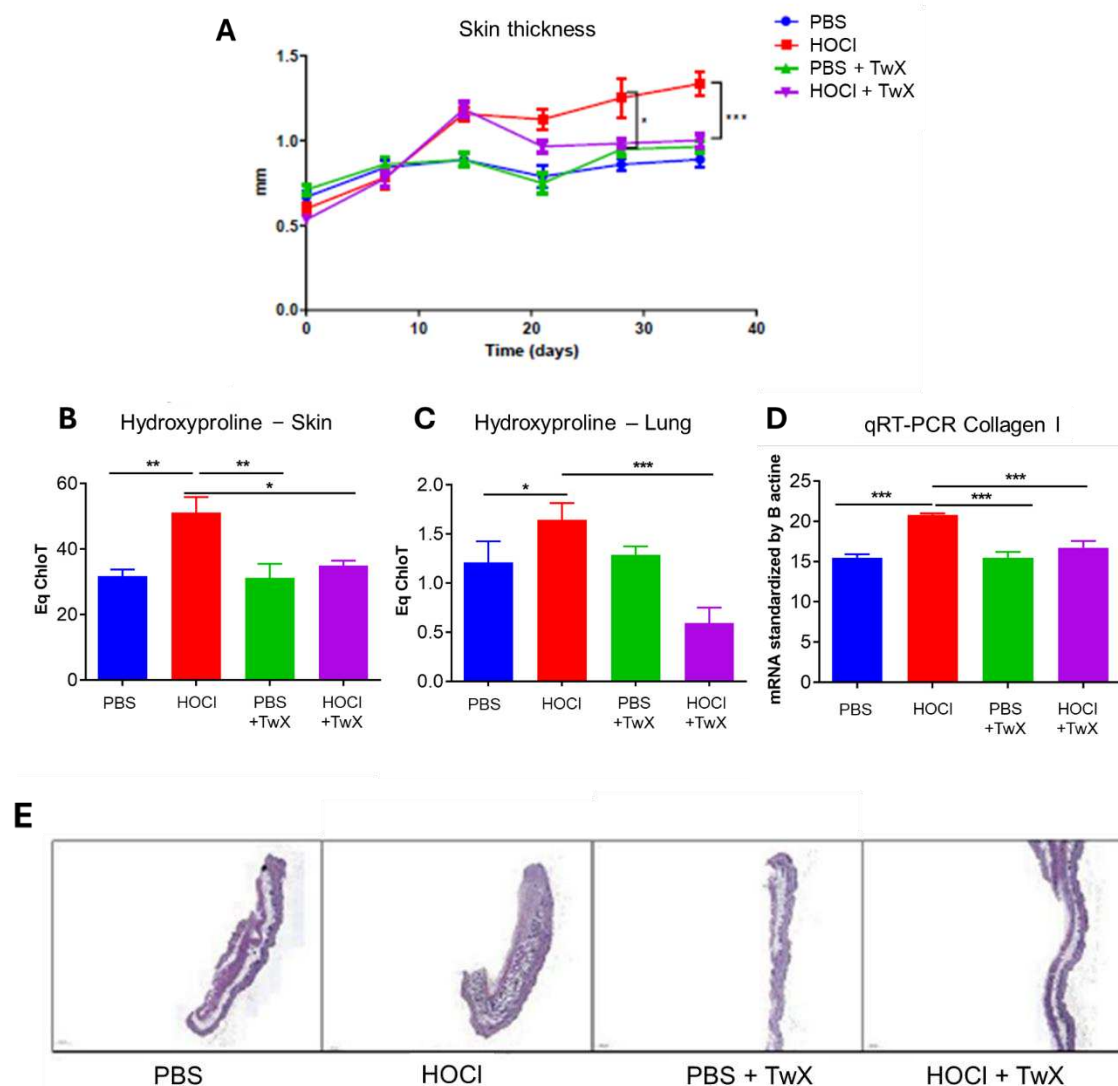 A
Skin thickness
PBS
HOCl
PBS + TwX
HOCl + TwX
1.5
1.0
0.5
0.0
mm
*
***
0 10 20 30 40
Time (days)
B
Hydroxyproline – Skin
** **
*
60
40
20
0
Eq ChloT
PBS HOCl PBS HOCl
+TwX +TwX
C
Hydroxyproline – Lung
***
*
2.0
1.5
1.0
0.5
0.0
Eq ChloT
PBS HOCl PBS HOCl
+TwX +TwX
D
qRT-PCR Collagen I
***
*** ***
25
20
15
10
5
0
mRNA standardized by B actine
PBS HOCl PBS HOCl
+TwX +TwX
E
PBS HOCl PBS + TwX HOCl + TwX